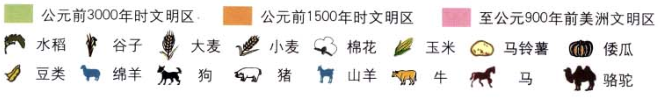 公元前3000年时文明区 公元前1500年时文明区 至公元900年前美洲文明区
水稻 谷子 大麦 小麦 棉花 玉米 马铃薯 倭瓜
豆类 绵羊 狗 猪 山羊 牛 马 骆驼